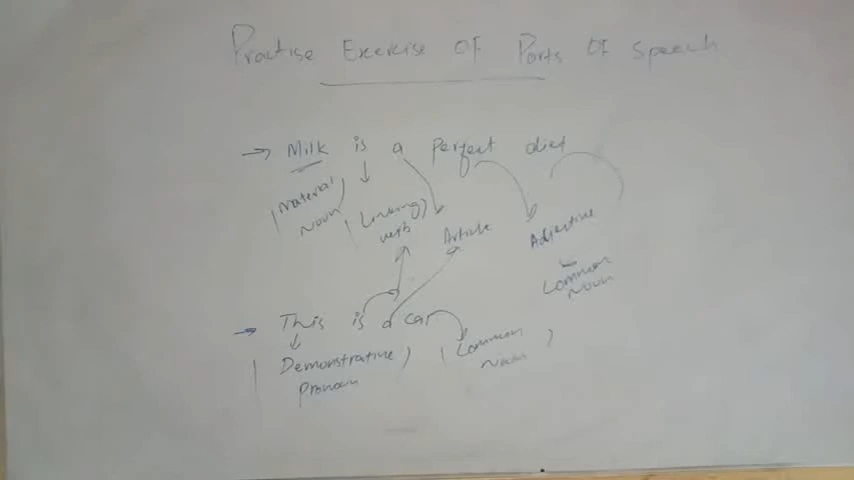 Practise Exercise of Parts of Speech
→ Milk is a perfect diet
(Material
Noun)
(Linking)
verb
Article
Adjective
Common
Noun
→ This is a car
(Demonstrative)
Pronoun
(Common
Noun)